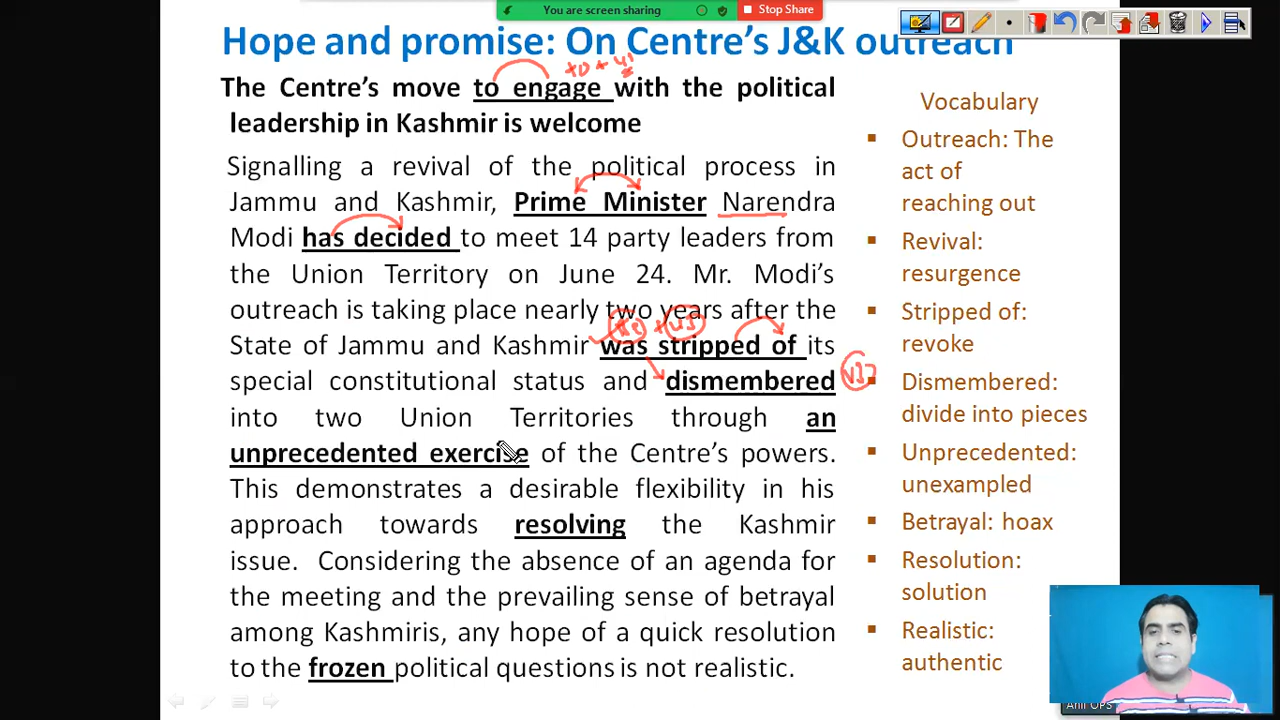 You are screen sharing
Stop Share
Hope and promise: On Centre's J&K outreach
to + v1
The Centre's move to engage with the political
leadership in Kashmir is welcome
Signalling a revival of the political process in
Jammu and Kashmir, Prime Minister Narendra
Modi has decided to meet 14 party leaders from
the Union Territory on June 24. Mr. Modi's
outreach is taking place nearly two years after the
State of Jammu and Kashmir was stripped of its
special constitutional status and dismembered
into two Union Territories through an
unprecedented exercise of the Centre's powers.
This demonstrates a desirable flexibility in his
approach towards resolving the Kashmir
issue. Considering the absence of an agenda for
the meeting and the prevailing sense of betrayal
among Kashmiris, any hope of a quick resolution
to the frozen political questions is not realistic.
Vocabulary
▪ Outreach: The
act of
reaching out
▪ Revival:
resurgence
▪ Stripped of:
revoke
▪ Dismembered:
divide into pieces
▪ Unprecedented:
unexampled
▪ Betrayal: hoax
▪ Resolution:
solution
▪ Realistic:
authentic
Anil OPS